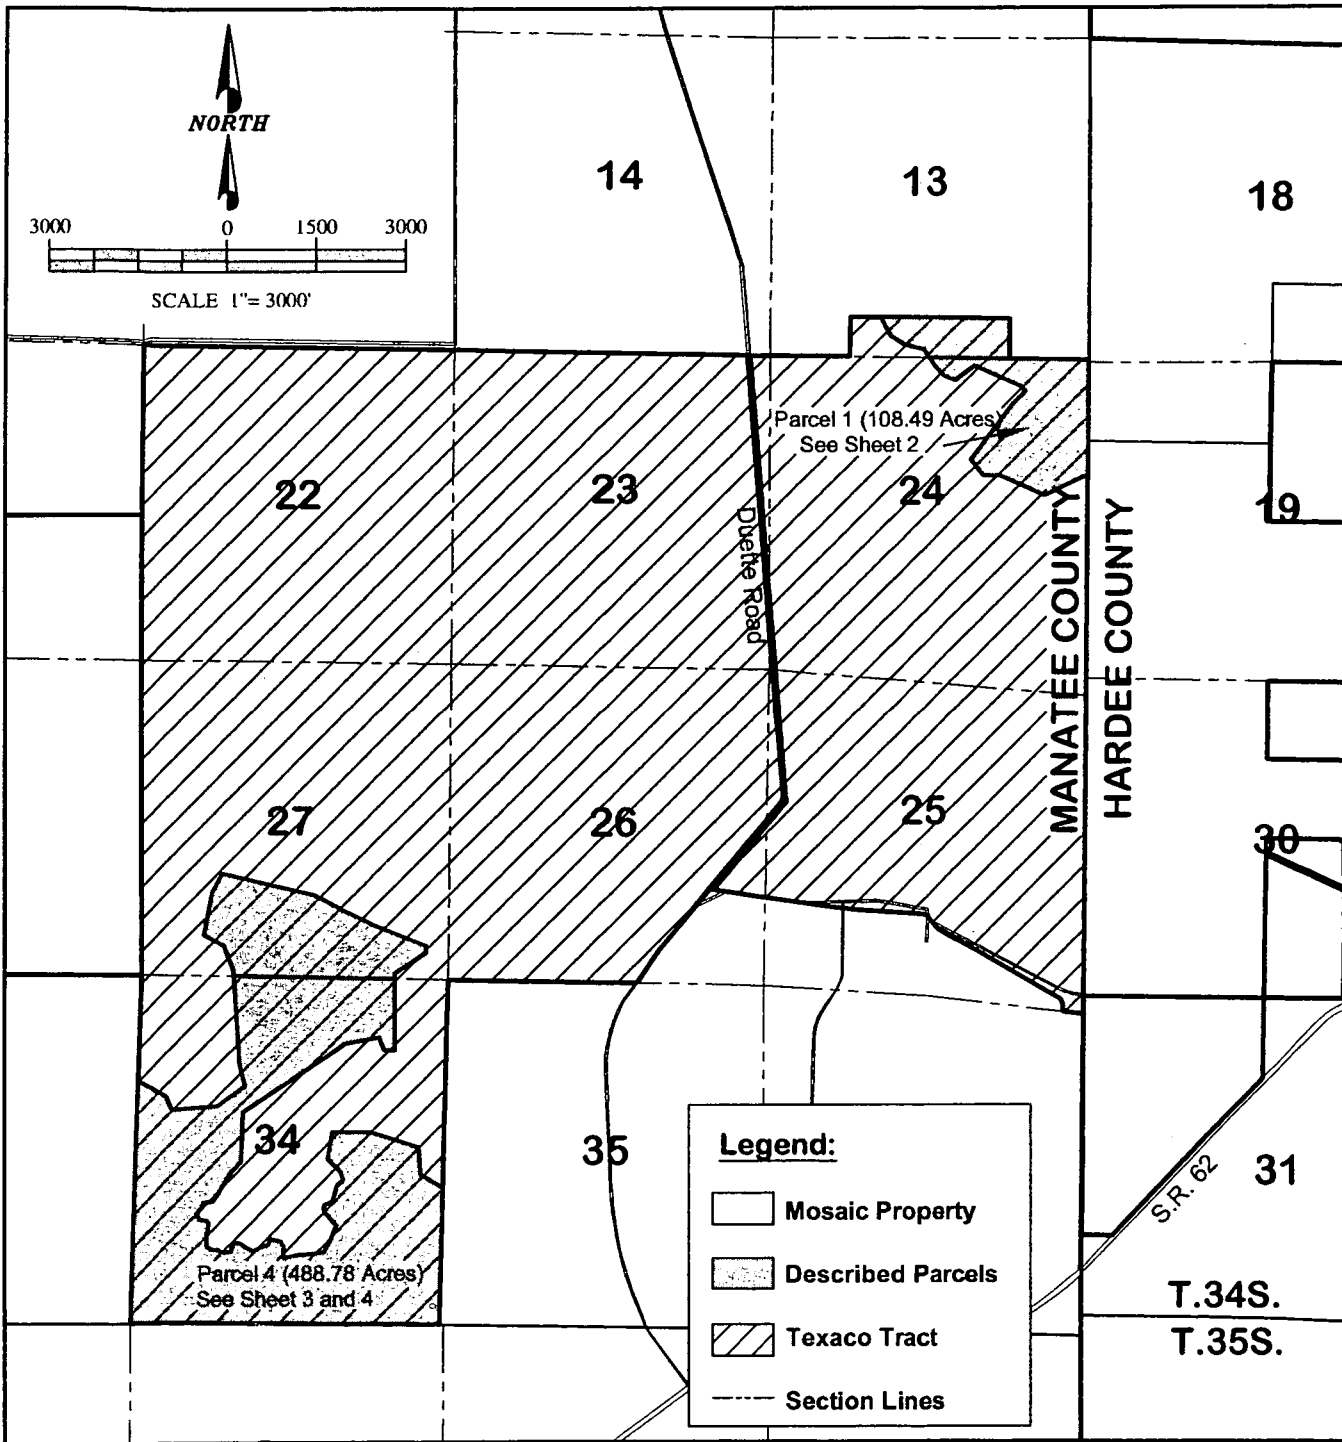 NORTH
3000 0 1500 3000
SCALE 1"= 3000'
14
13
18
Parcel 1 (108.49 Acres)
See Sheet 2
22
23
24
19
Duette Road
MANATEE COUNTY
HARDEE COUNTY
27
26
25
30
34
35
31
S.R. 62
Parcel 4 (488.78 Acres)
See Sheet 3 and 4
T.34S.
T.35S.
Legend:
Mosaic Property
Described Parcels
Texaco Tract
Section Lines